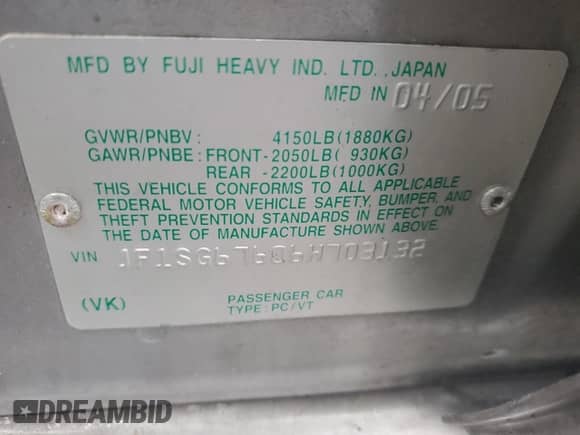 MFD BY FUJI HEAVY IND. LTD. ,JAPAN
MFD IN 04/05
GVWR/PNBV: 4150LB(1880KG)
GAWR/PNBE: FRONT-2050LB( 930KG)
REAR -2200LB(1000KG)
THIS VEHICLE CONFORMS TO ALL APPLICABLE
FEDERAL MOTOR VEHICLE SAFETY, BUMPER, AND
THEFT PREVENTION STANDARDS IN EFFECT ON
THE DATE OF MANUFACTURE SHOWN ABOVE.
VIN JF1SG67606H703132
(VK) PASSENGER CAR
TYPE: PC/VT
DREAMBID